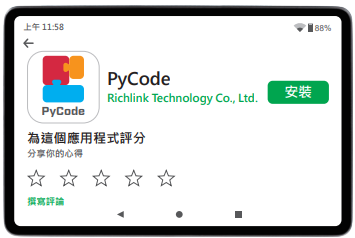 上午 11:58
88%
PyCode
PyCode
Richlink Technology Co., Ltd.
安裝
為這個應用程式評分
分享你的心得
撰寫評論